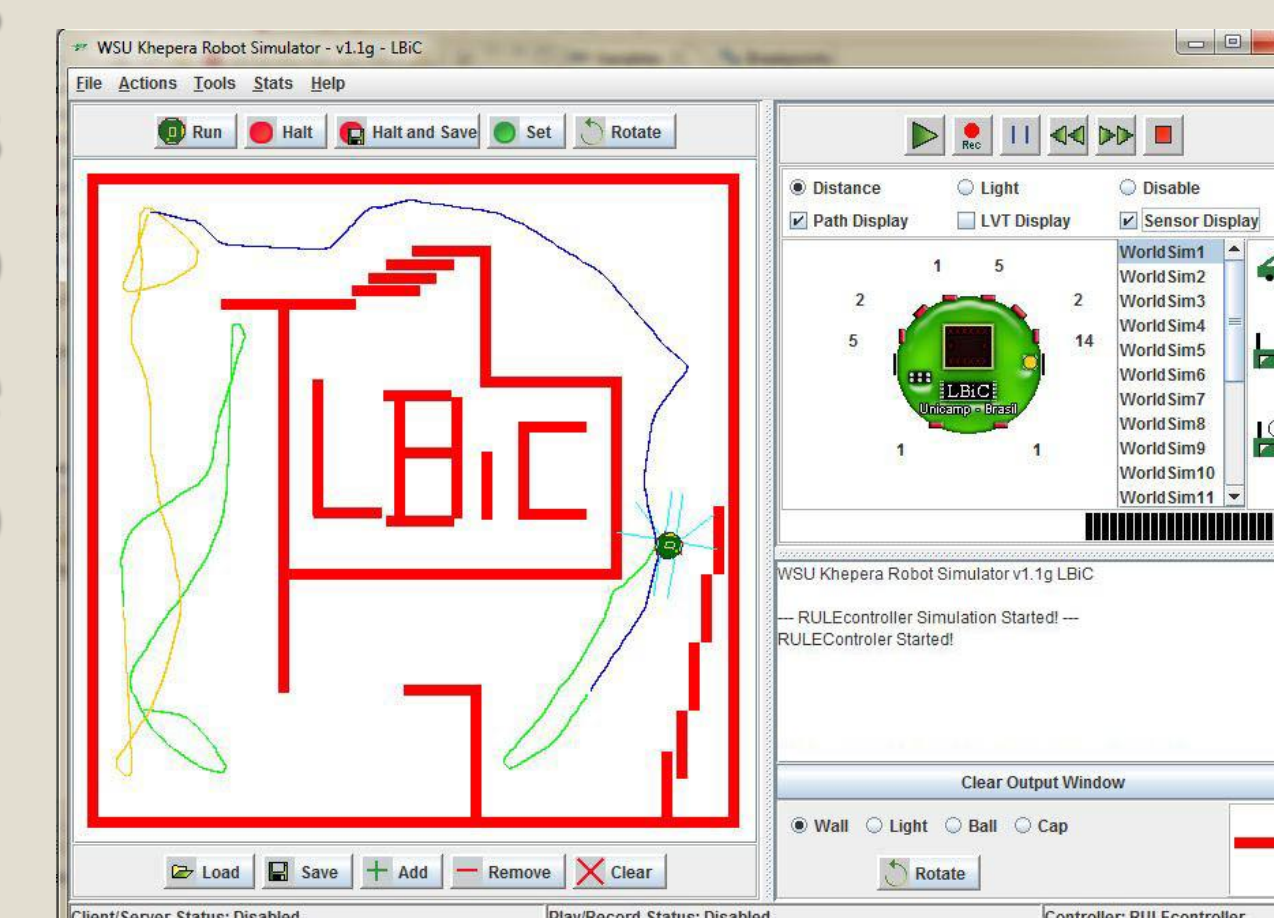 WSU Khepera Robot Simulator - v1.1g - LBiC
File Actions Tools Stats Help
Run Halt Halt and Save Set Rotate
Rec
Distance Light Disable
Path Display LVT Display Sensor Display
1 5
2 2
5 14
1 1
LBiC
Unicamp - Brasil
WorldSim1
WorldSim2
WorldSim3
WorldSim4
WorldSim5
WorldSim6
WorldSim7
WorldSim8
WorldSim9
WorldSim10
WorldSim11
LBiC
WSU Khepera Robot Simulator v1.1g LBiC
--- RULEcontroller Simulation Started! ---
RULEControler Started!
Clear Output Window
Wall Light Ball Cap
Rotate
Load Save Add Remove Clear
Client/Server Status: Disabled Play/Record Status: Disabled Controller: RULEcontroller